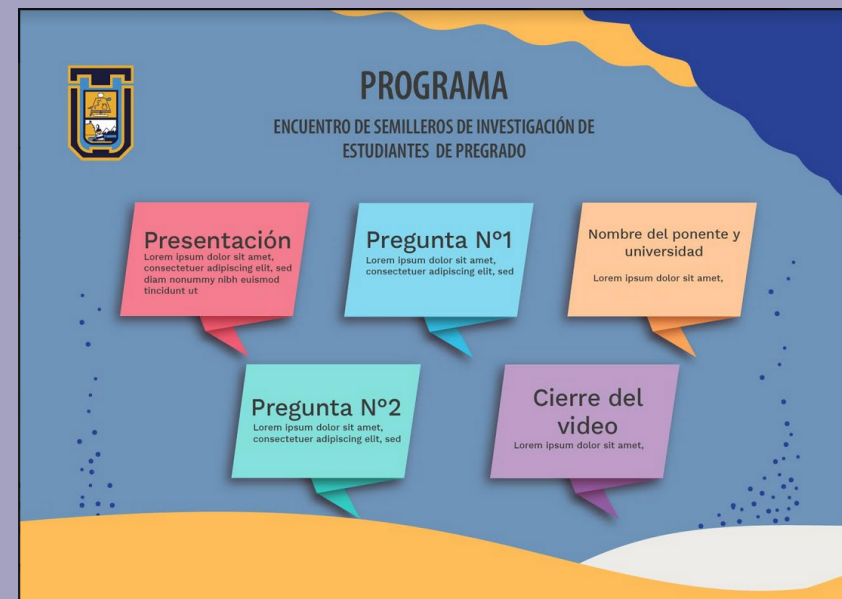 PROGRAMA
ENCUENTRO DE SEMILLEROS DE INVESTIGACIÓN DE
ESTUDIANTES DE PREGRADO
Presentación
Lorem ipsum dolor sit amet,
consectetuer adipiscing elit, sed
diam nonummy nibh euismod
tincidunt ut
Pregunta N°1
Lorem ipsum dolor sit amet,
consectetuer adipiscing elit, sed
Nombre del ponente y
universidad
Lorem ipsum dolor sit amet,
Pregunta N°2
Lorem ipsum dolor sit amet,
consectetuer adipiscing elit, sed
Cierre del
video
Lorem ipsum dolor sit amet,